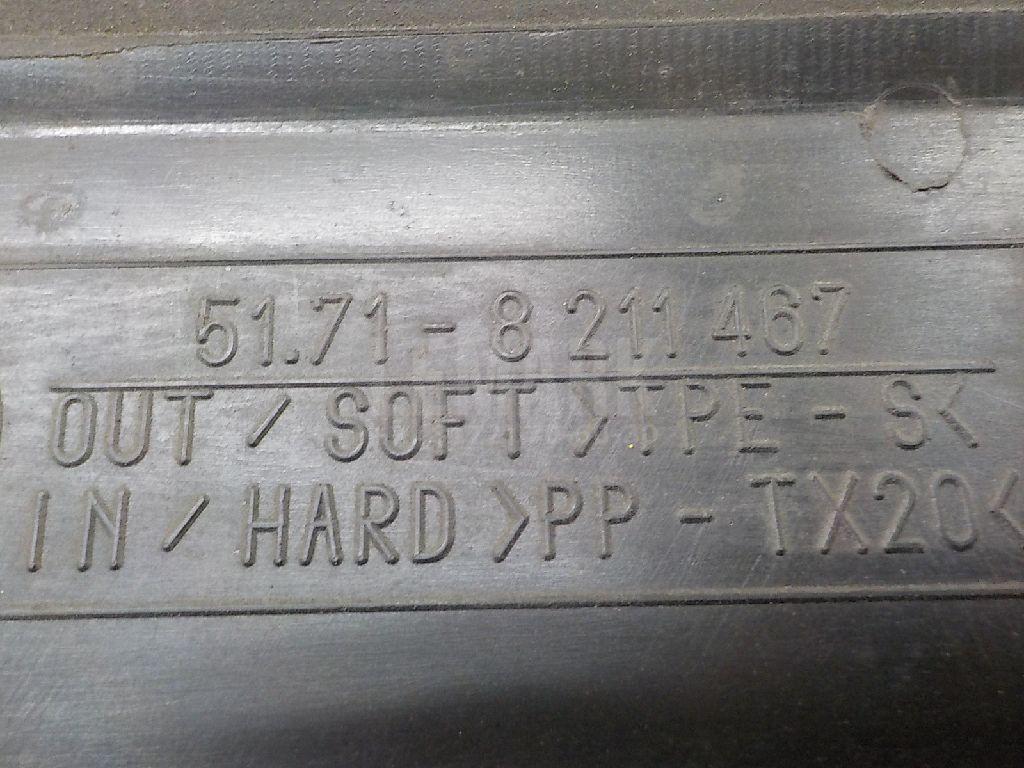 51.71-8 211 467
OUT/SOFT >TPE-S<
IN/HARD >PP-TX20<